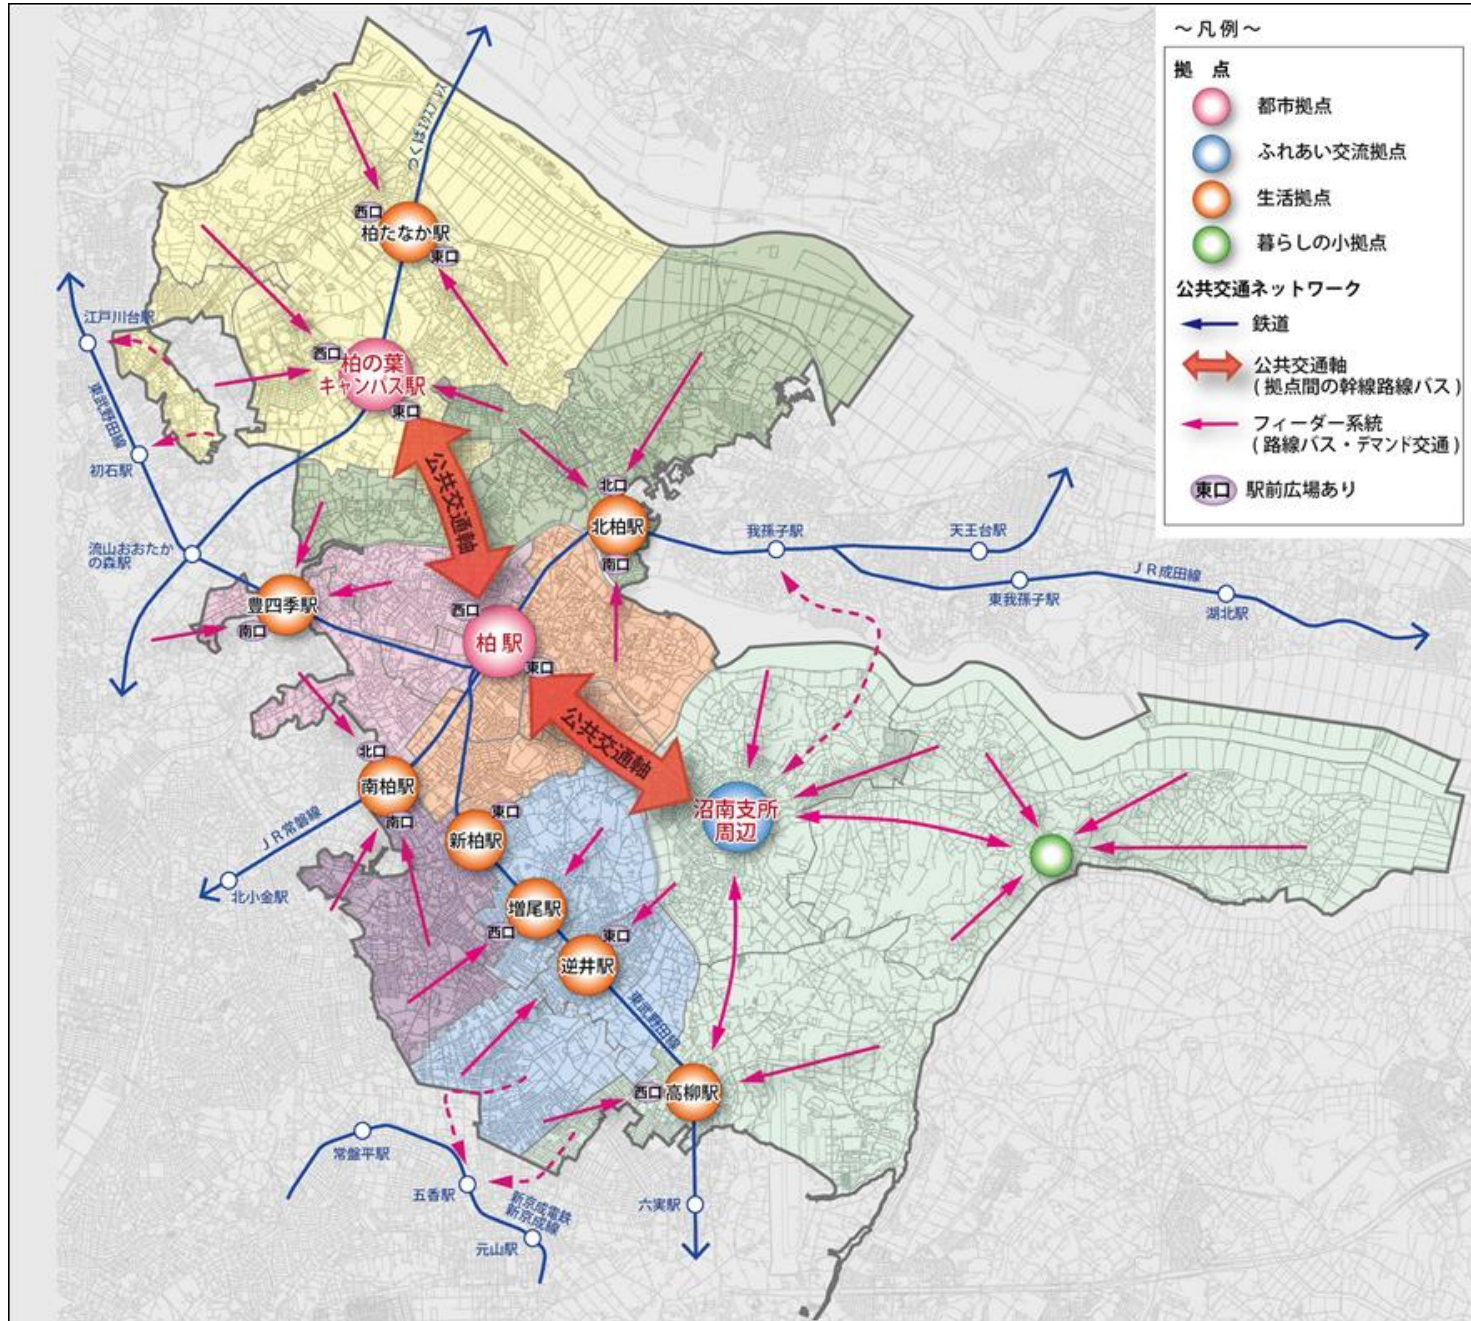 ～凡例～
拠 点
都市拠点
ふれあい交流拠点
生活拠点
暮らしの小拠点
公共交通ネットワーク
鉄道
公共交通軸
(拠点間の幹線路線バス)
フィーダー系統
(路線バス・デマンド交通)
東口 駅前広場あり
つくばエクスプレス
西口
柏たなか駅
東口
江戸川台駅
東武野田線
初石駅
西口
柏の葉
キャンパス駅
東口
公共交通軸
北口
北柏駅
南口
我孫子駅
天王台駅
JR成田線
東我孫子駅
湖北駅
流山おおたか
の森駅
豊四季駅
南口
西口
柏駅
東口
公共交通軸
北口
南柏駅
南口
JR常磐線
北小金駅
東口
新柏駅
沼南支所
周辺
増尾駅
西口
東口
逆井駅
東武野田線
西口
高柳駅
常盤平駅
五香駅
新京成電鉄
新京成線
元山駅
六実駅